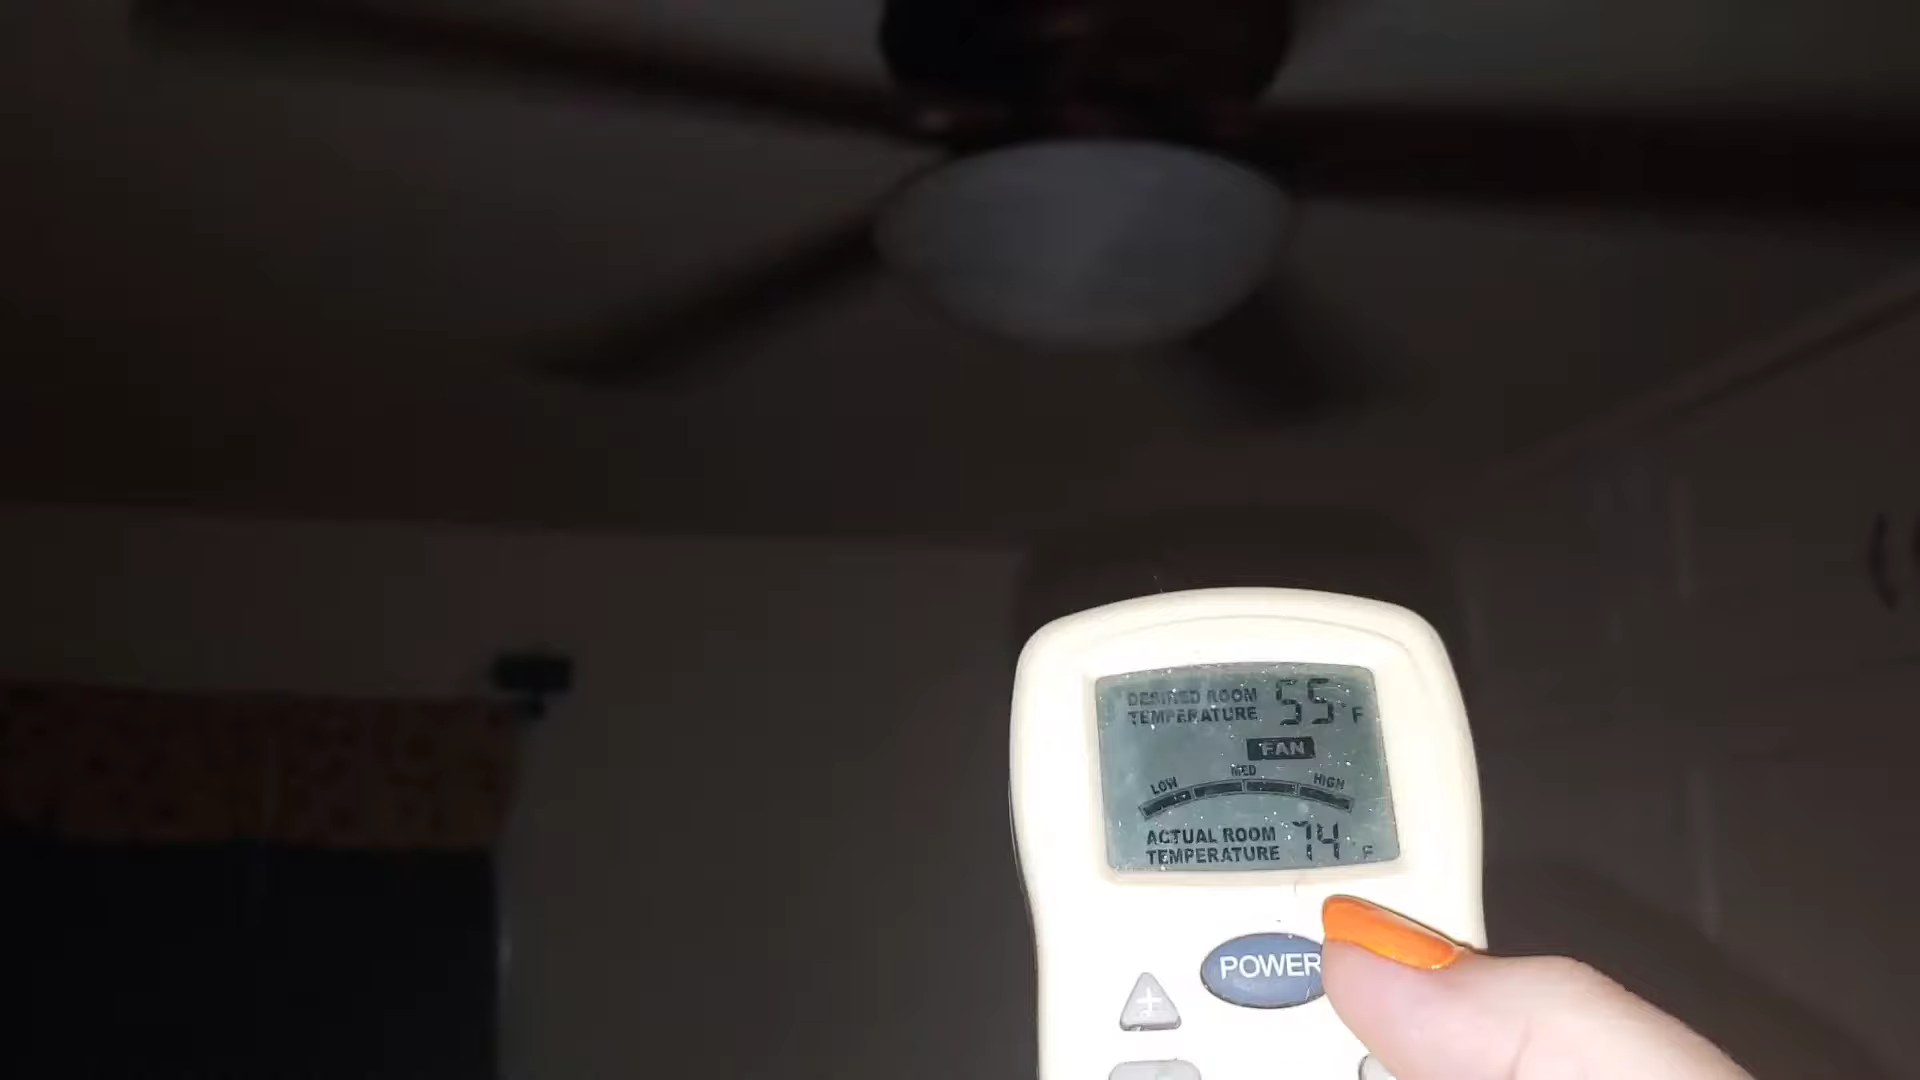 DESIRED ROOM
TEMPERATURE 55°F
FAN
LOW MED HIGH
ACTUAL ROOM
TEMPERATURE 74°F
POWER
+